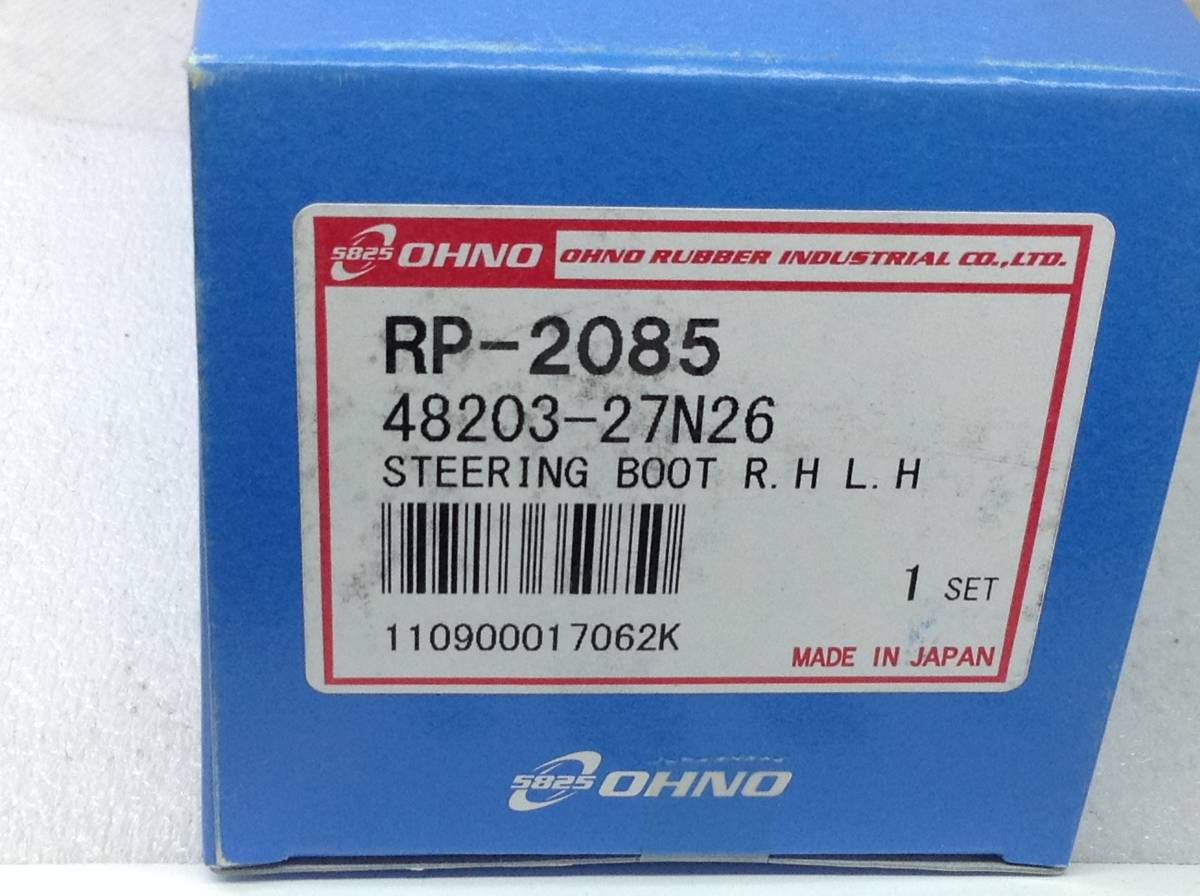 5825 OHNO OHNO RUBBER INDUSTRIAL CO.,LTD.
RP-2085
48203-27N26
STEERING BOOT R.H L.H
1 SET
110900017062K
MADE IN JAPAN
5825 OHNO